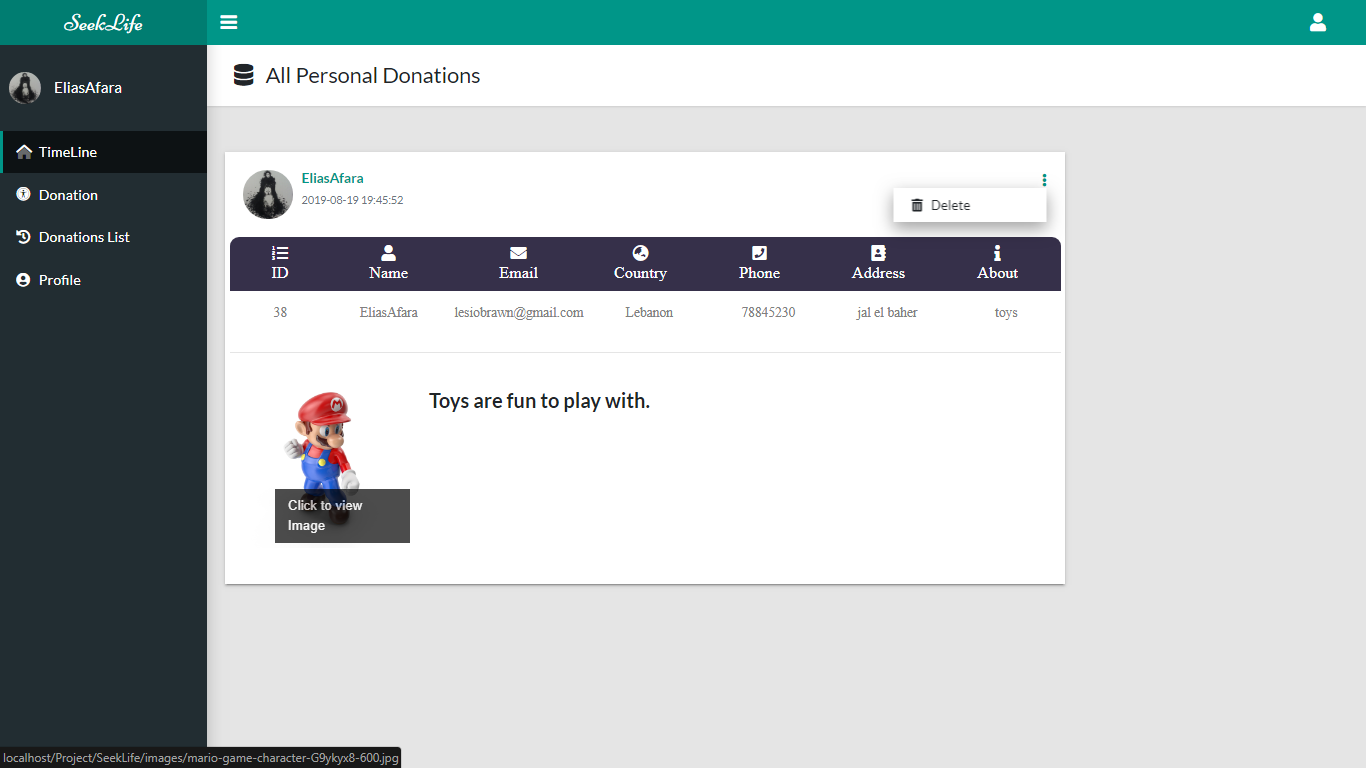 SeekLife
EliasAfara
TimeLine
Donation
Donations List
Profile
All Personal Donations
EliasAfara
2019-08-19 19:45:52
Delete
ID Name Email Country Phone Address About
38 EliasAfara lesiobrawn@gmail.com Lebanon 78845230 jal el baher toys
Toys are fun to play with.
M
Click to view
Image
localhost/Project/SeekLife/images/mario-game-character-G9ykyx8-600.jpg